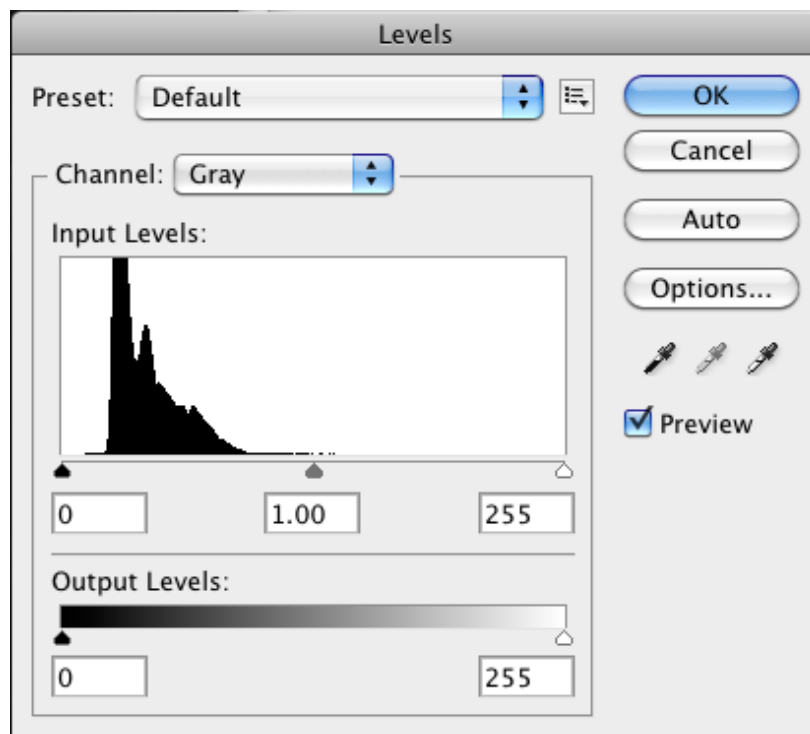 Levels
Preset: Default
OK
Cancel
Channel: Gray
Auto
Input Levels:
Options...
Preview
0 1.00 255
Output Levels:
0 255